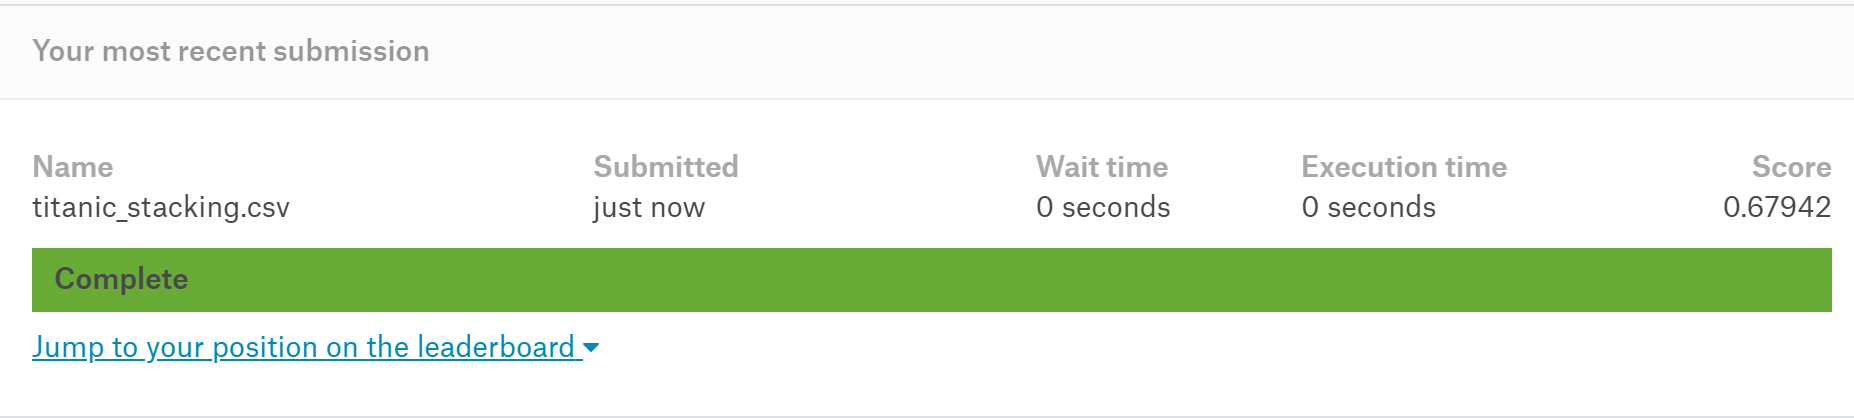 Your most recent submission
Name Submitted Wait time Execution time Score
titanic_stacking.csv just now 0 seconds 0 seconds 0.67942
Complete
Jump to your position on the leaderboard